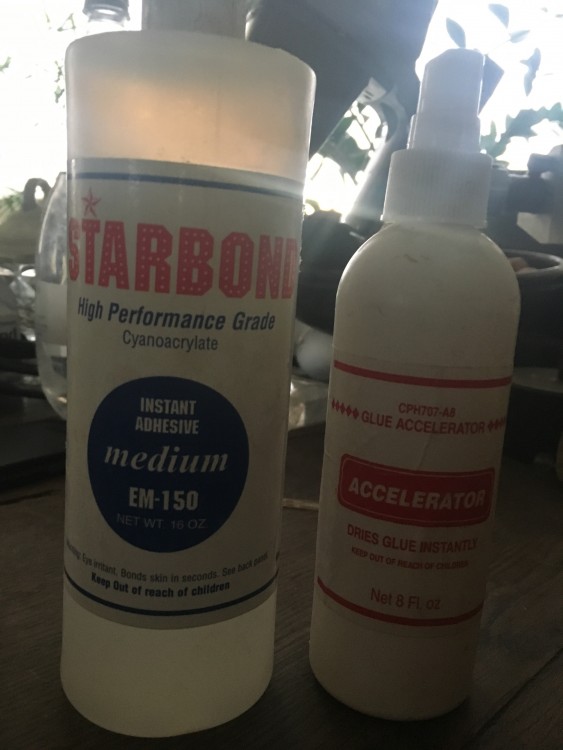 STARBOND
High Performance Grade
Cyanoacrylate
INSTANT
ADHESIVE
medium
EM-150
NET WT. 16 OZ
Eye irritant. Bonds skin in seconds. See back panel.
Keep Out of reach of children
CPH707-A8
GLUE ACCELERATOR
ACCELERATOR
DRIES GLUE INSTANTLY
KEEP OUT OF REACH OF CHILDREN
Net 8 Fl. oz